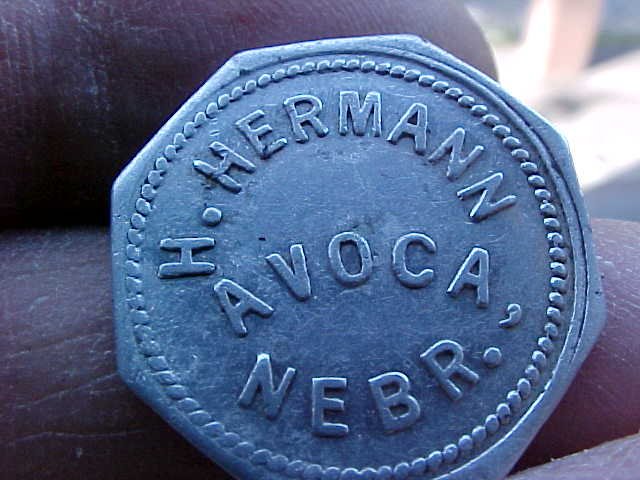 H. HERMANN
AVOCA,
NEBR.